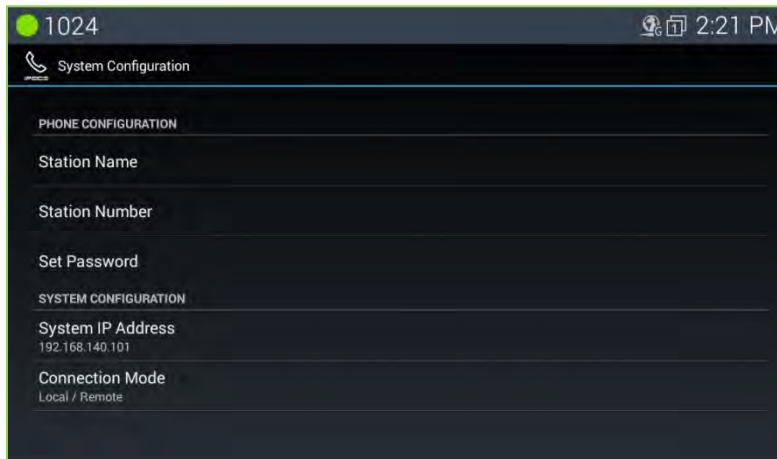 1024 2:21 PM
System Configuration
PHONE CONFIGURATION
Station Name
Station Number
Set Password
SYSTEM CONFIGURATION
System IP Address
192.168.140.101
Connection Mode
Local / Remote